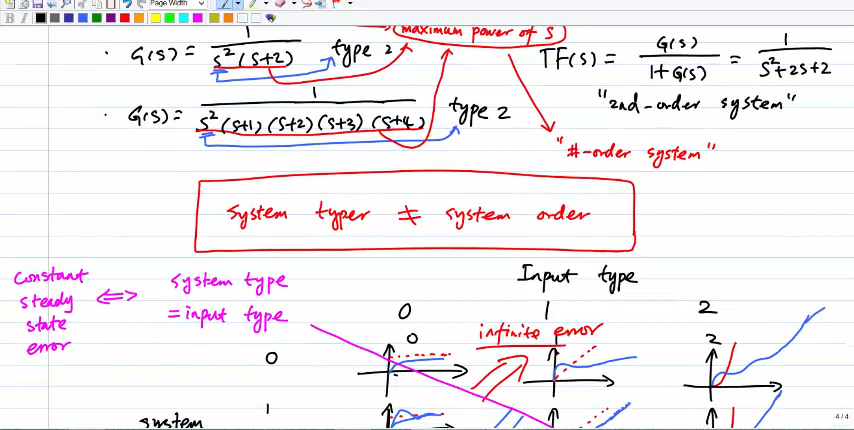 Page Width
B I
1
(maximum power of S)
G(s) = ───── type 2
s²(s+2)
TF(s) = G(s) / 1+G(s) = 1 / s²+2s+2
"2nd-order system"
1
G(s) = ───── type 2
s²(s+1)(s+2)(s+3)(s+4)
"#-order system"
system typer ≠ system order
Constant
steady
state
error
⇔
system type
= input type
Input type
0 1 2
0 infinite error 2
0
1
system
4 / 4